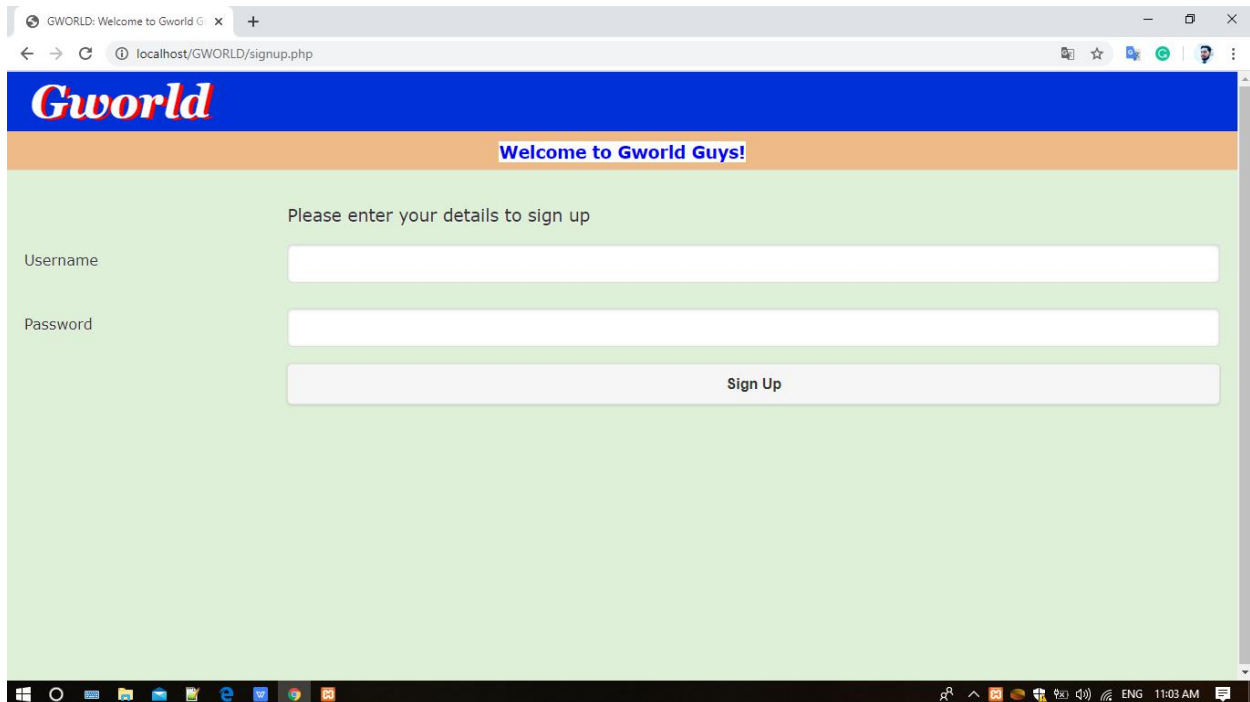 GWORLD: Welcome to Gworld G
localhost/GWORLD/signup.php
Gworld
Welcome to Gworld Guys!
Please enter your details to sign up
Username
Password
Sign Up
ENG 11:03 AM